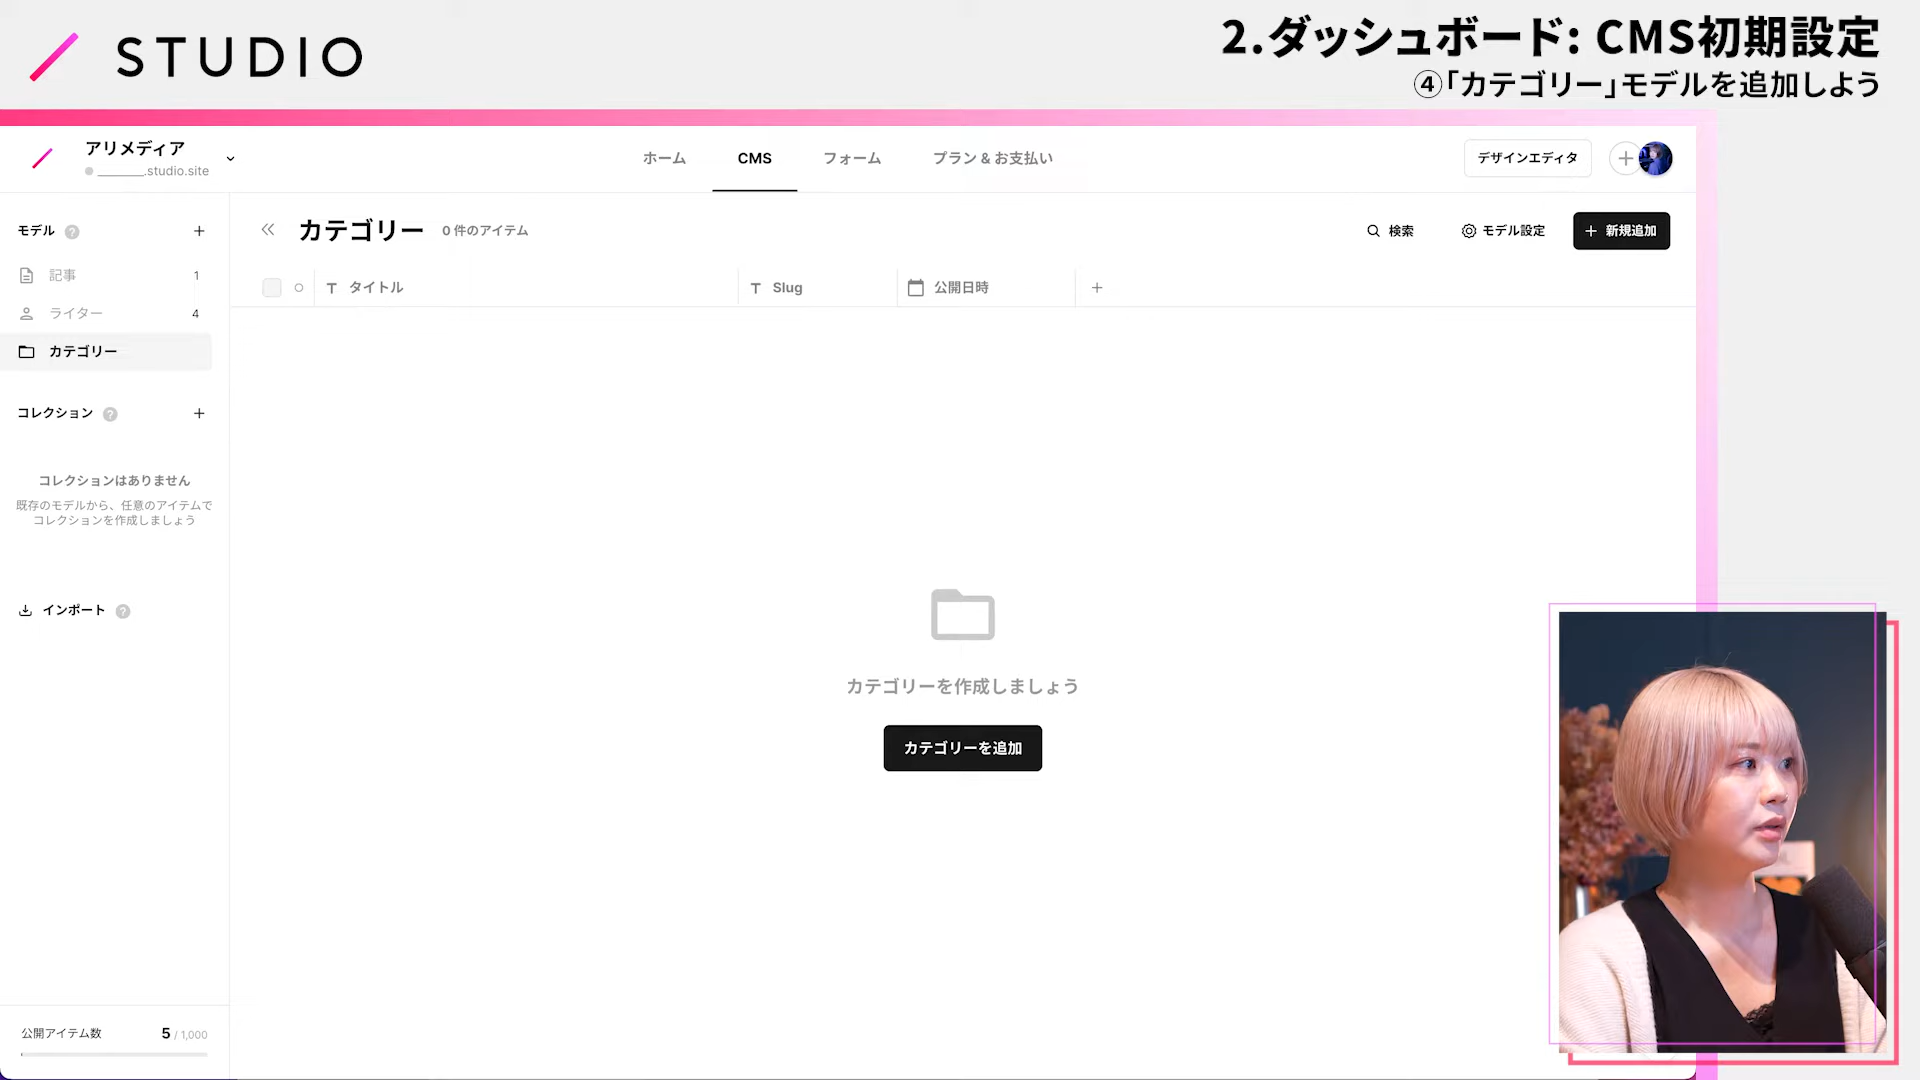 STUDIO
2.ダッシュボード: CMS初期設定
④「カテゴリー」モデルを追加しよう
アリメディア
_______.studio.site
ホーム
CMS
フォーム
プラン & お支払い
デザインエディタ
モデル ?
記事 1
ライター 4
カテゴリー
コレクション ?
コレクションはありません
既存のモデルから、任意のアイテムで
コレクションを作成しましょう
インポート ?
公開アイテム数 5 / 1,000
カテゴリー 0 件のアイテム
検索
モデル設定
+ 新規追加
タイトル
Slug
公開日時
カテゴリーを作成しましょう
カテゴリーを追加